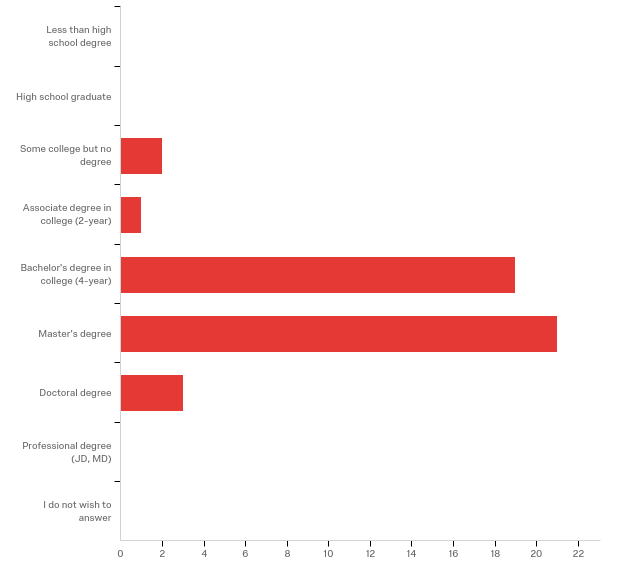 Less than high
school degree
High school graduate
Some college but no
degree
Associate degree in
college (2-year)
Bachelor's degree in
college (4-year)
Master's degree
Doctoral degree
Professional degree
(JD, MD)
I do not wish to
answer
0 2 4 6 8 10 12 14 16 18 20 22